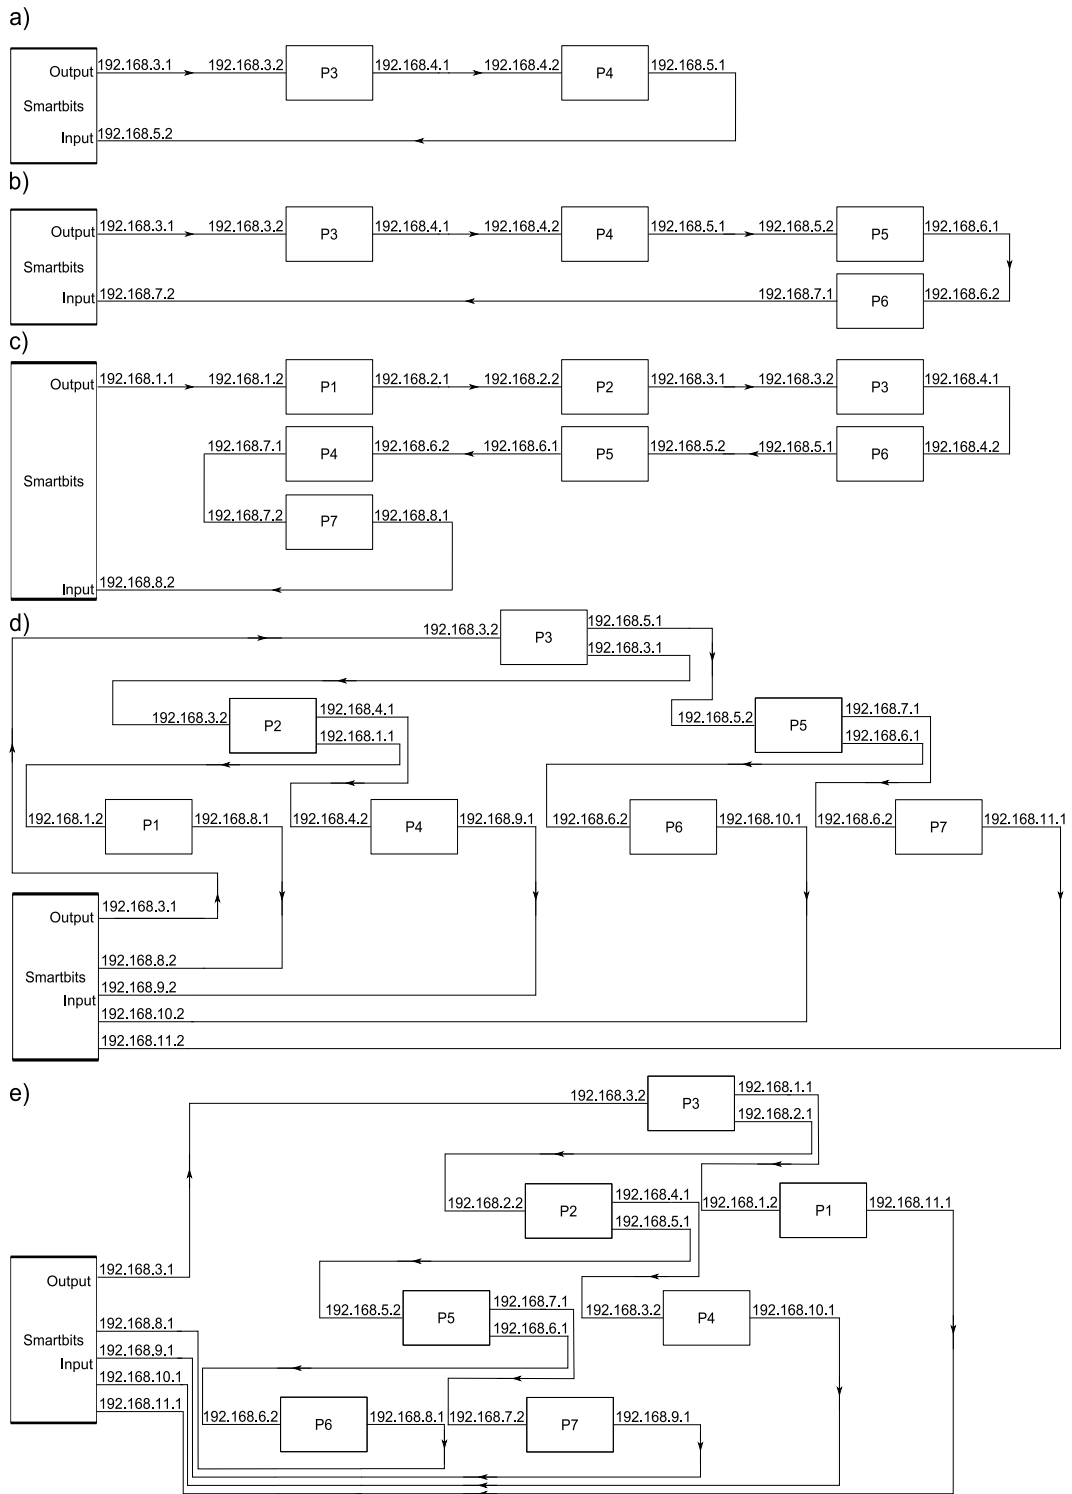 a)
192.168.3.1 192.168.3.2 192.168.4.1 192.168.4.2 192.168.5.1
Output P3 P4
Smartbits
Input 192.168.5.2
b)
192.168.3.1 192.168.3.2 192.168.4.1 192.168.4.2 192.168.5.1 192.168.5.2 192.168.6.1
Output P3 P4 P5
Smartbits
Input 192.168.7.2 192.168.7.1 P6 192.168.6.2
c)
Output 192.168.1.1 192.168.1.2 P1 192.168.2.1 192.168.2.2 P2 192.168.3.1 192.168.3.2 P3 192.168.4.1
192.168.7.1 P4 192.168.6.2 192.168.6.1 P5 192.168.5.2 192.168.5.1 P6 192.168.4.2
Smartbits
192.168.7.2 P7 192.168.8.1
Input 192.168.8.2
d)
192.168.3.2 P3 192.168.5.1
192.168.3.1
192.168.3.2 P2 192.168.4.1
192.168.1.1
192.168.5.2 P5 192.168.7.1
192.168.6.1
192.168.1.2 P1 192.168.8.1 192.168.4.2 P4 192.168.9.1 192.168.6.2 P6 192.168.10.1 192.168.6.2 P7 192.168.11.1
Output 192.168.3.1
192.168.8.2
Smartbits
192.168.9.2
Input
192.168.10.2
192.168.11.2
e)
192.168.3.2 P3 192.168.1.1
192.168.2.1
192.168.2.2 P2 192.168.4.1
192.168.5.1
192.168.1.2 P1 192.168.11.1
Output 192.168.3.1
192.168.5.2 P5 192.168.7.1
192.168.6.1
192.168.3.2 P4 192.168.10.1
192.168.8.1
Smartbits
192.168.9.1
Input
192.168.10.1
192.168.11.1
192.168.6.2 P6 192.168.8.1 192.168.7.2 P7 192.168.9.1